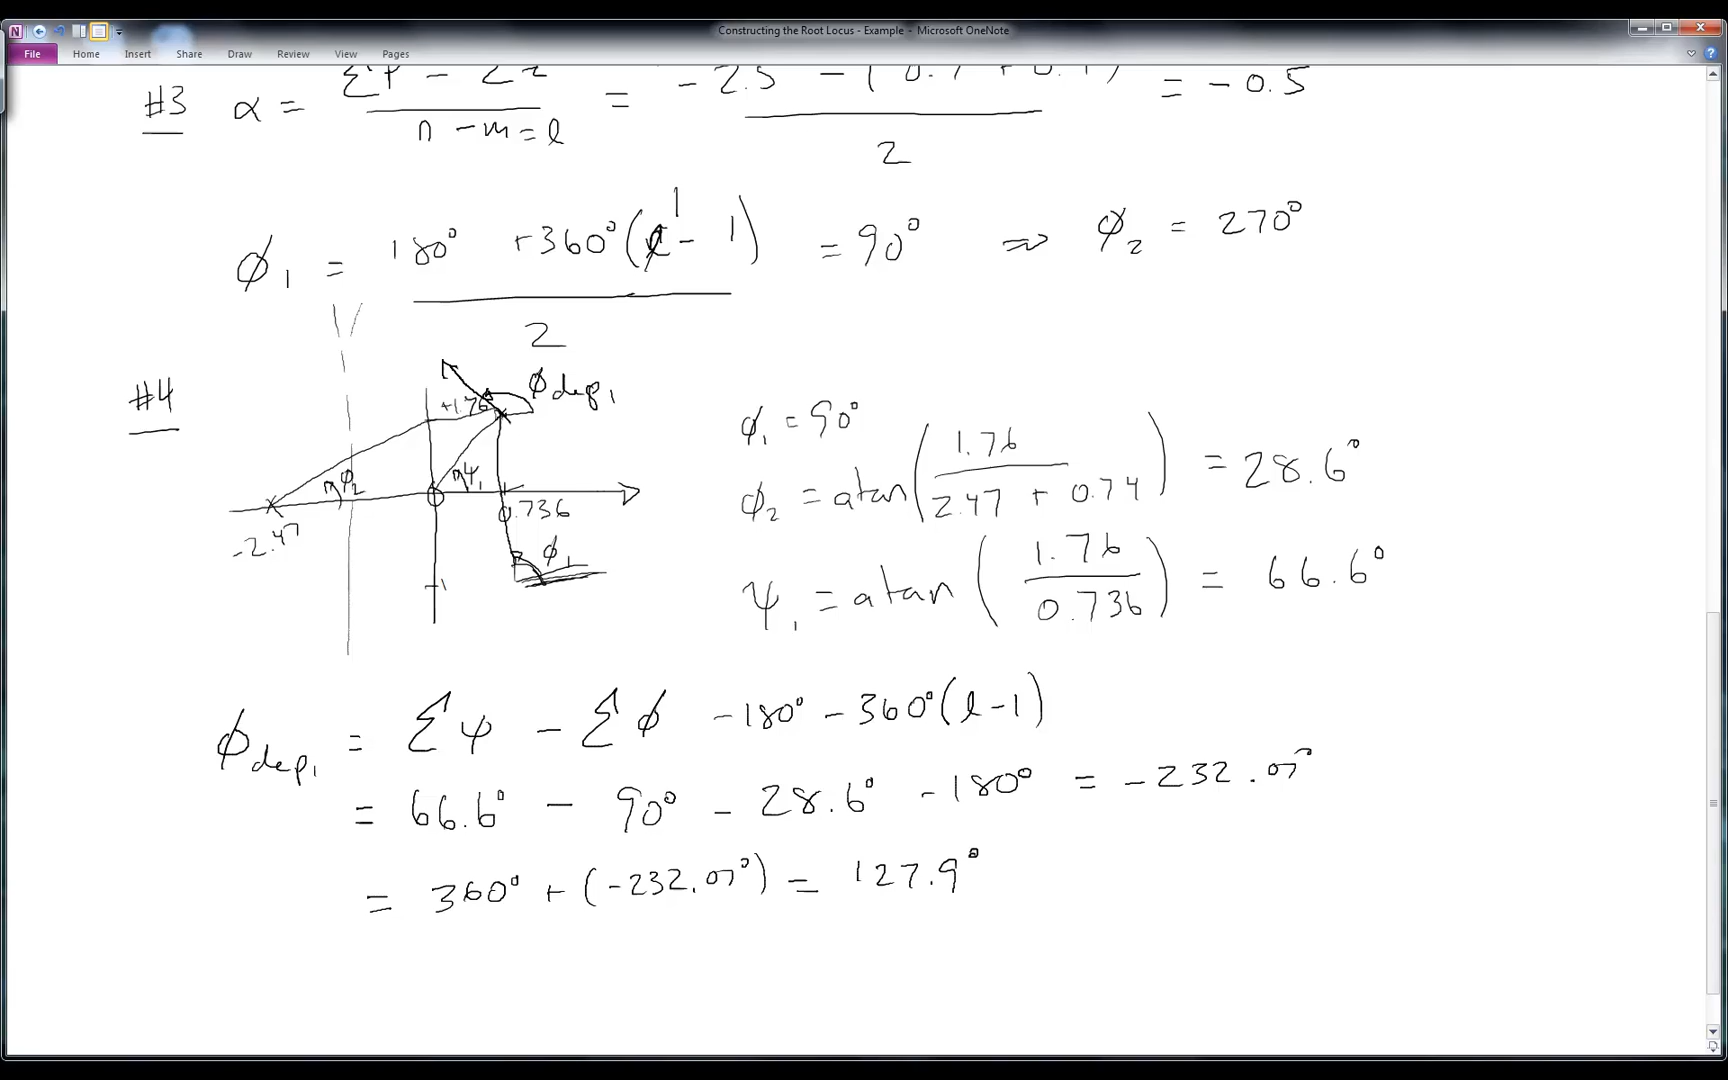 Constructing the Root Locus - Example - Microsoft OneNote
File Home Insert Share Draw Review View Pages
#3 α = Σp - Σz / n - m = l = -2.5 - ( / 2 = -0.5
ϕ₁ = 180° + 360°(1 - 1) / 2 = 90° ⇒ ϕ₂ = 270°
#4
ϕdep₁
+1.76
ϕ₂ ψ₁
-2.47 0.736
ϕ₁
ϕ₁ = 90°
ϕ₂ = atan(1.76 / 2.47 + 0.74) = 28.6°
ψ₁ = atan(1.76 / 0.736) = 66.6°
ϕdep₁ = Σψ - Σϕ - 180° - 360°(l - 1)
= 66.6° - 90° - 28.6° - 180° = -232.07°
= 360° + (-232.07°) = 127.9°